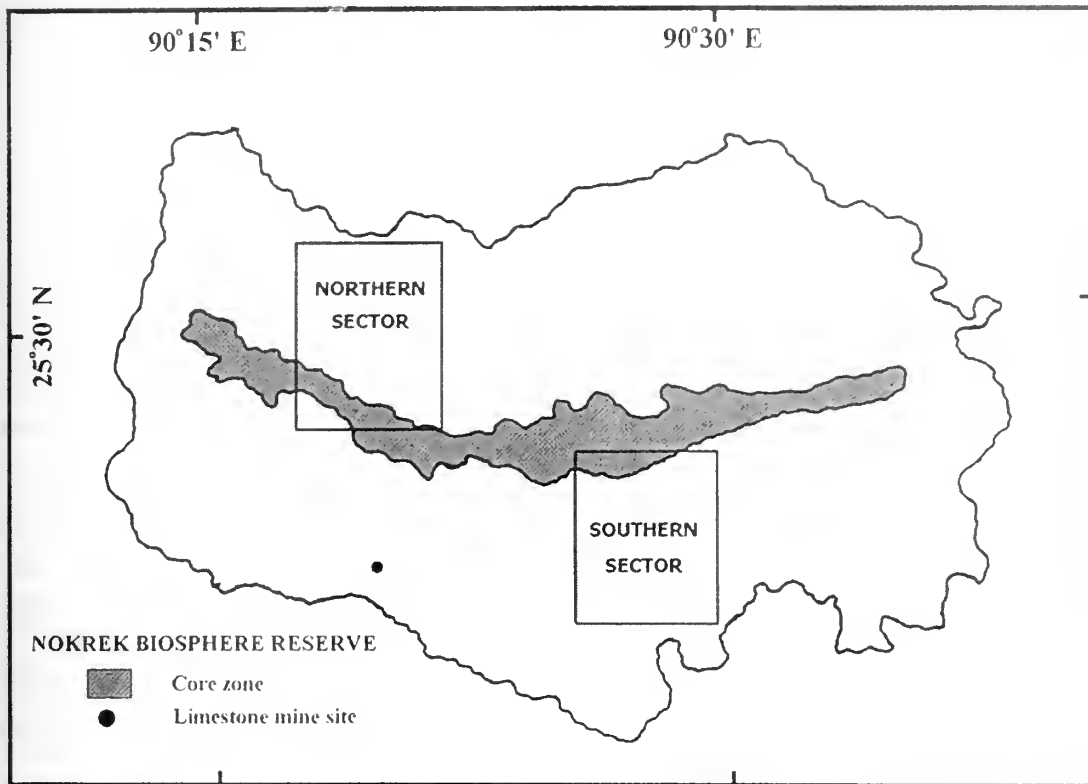 90°15' E
90°30' E
25°30' N
NORTHERN
SECTOR
SOUTHERN
SECTOR
NOKREK BIOSPHERE RESERVE
Core zone
Limestone mine site